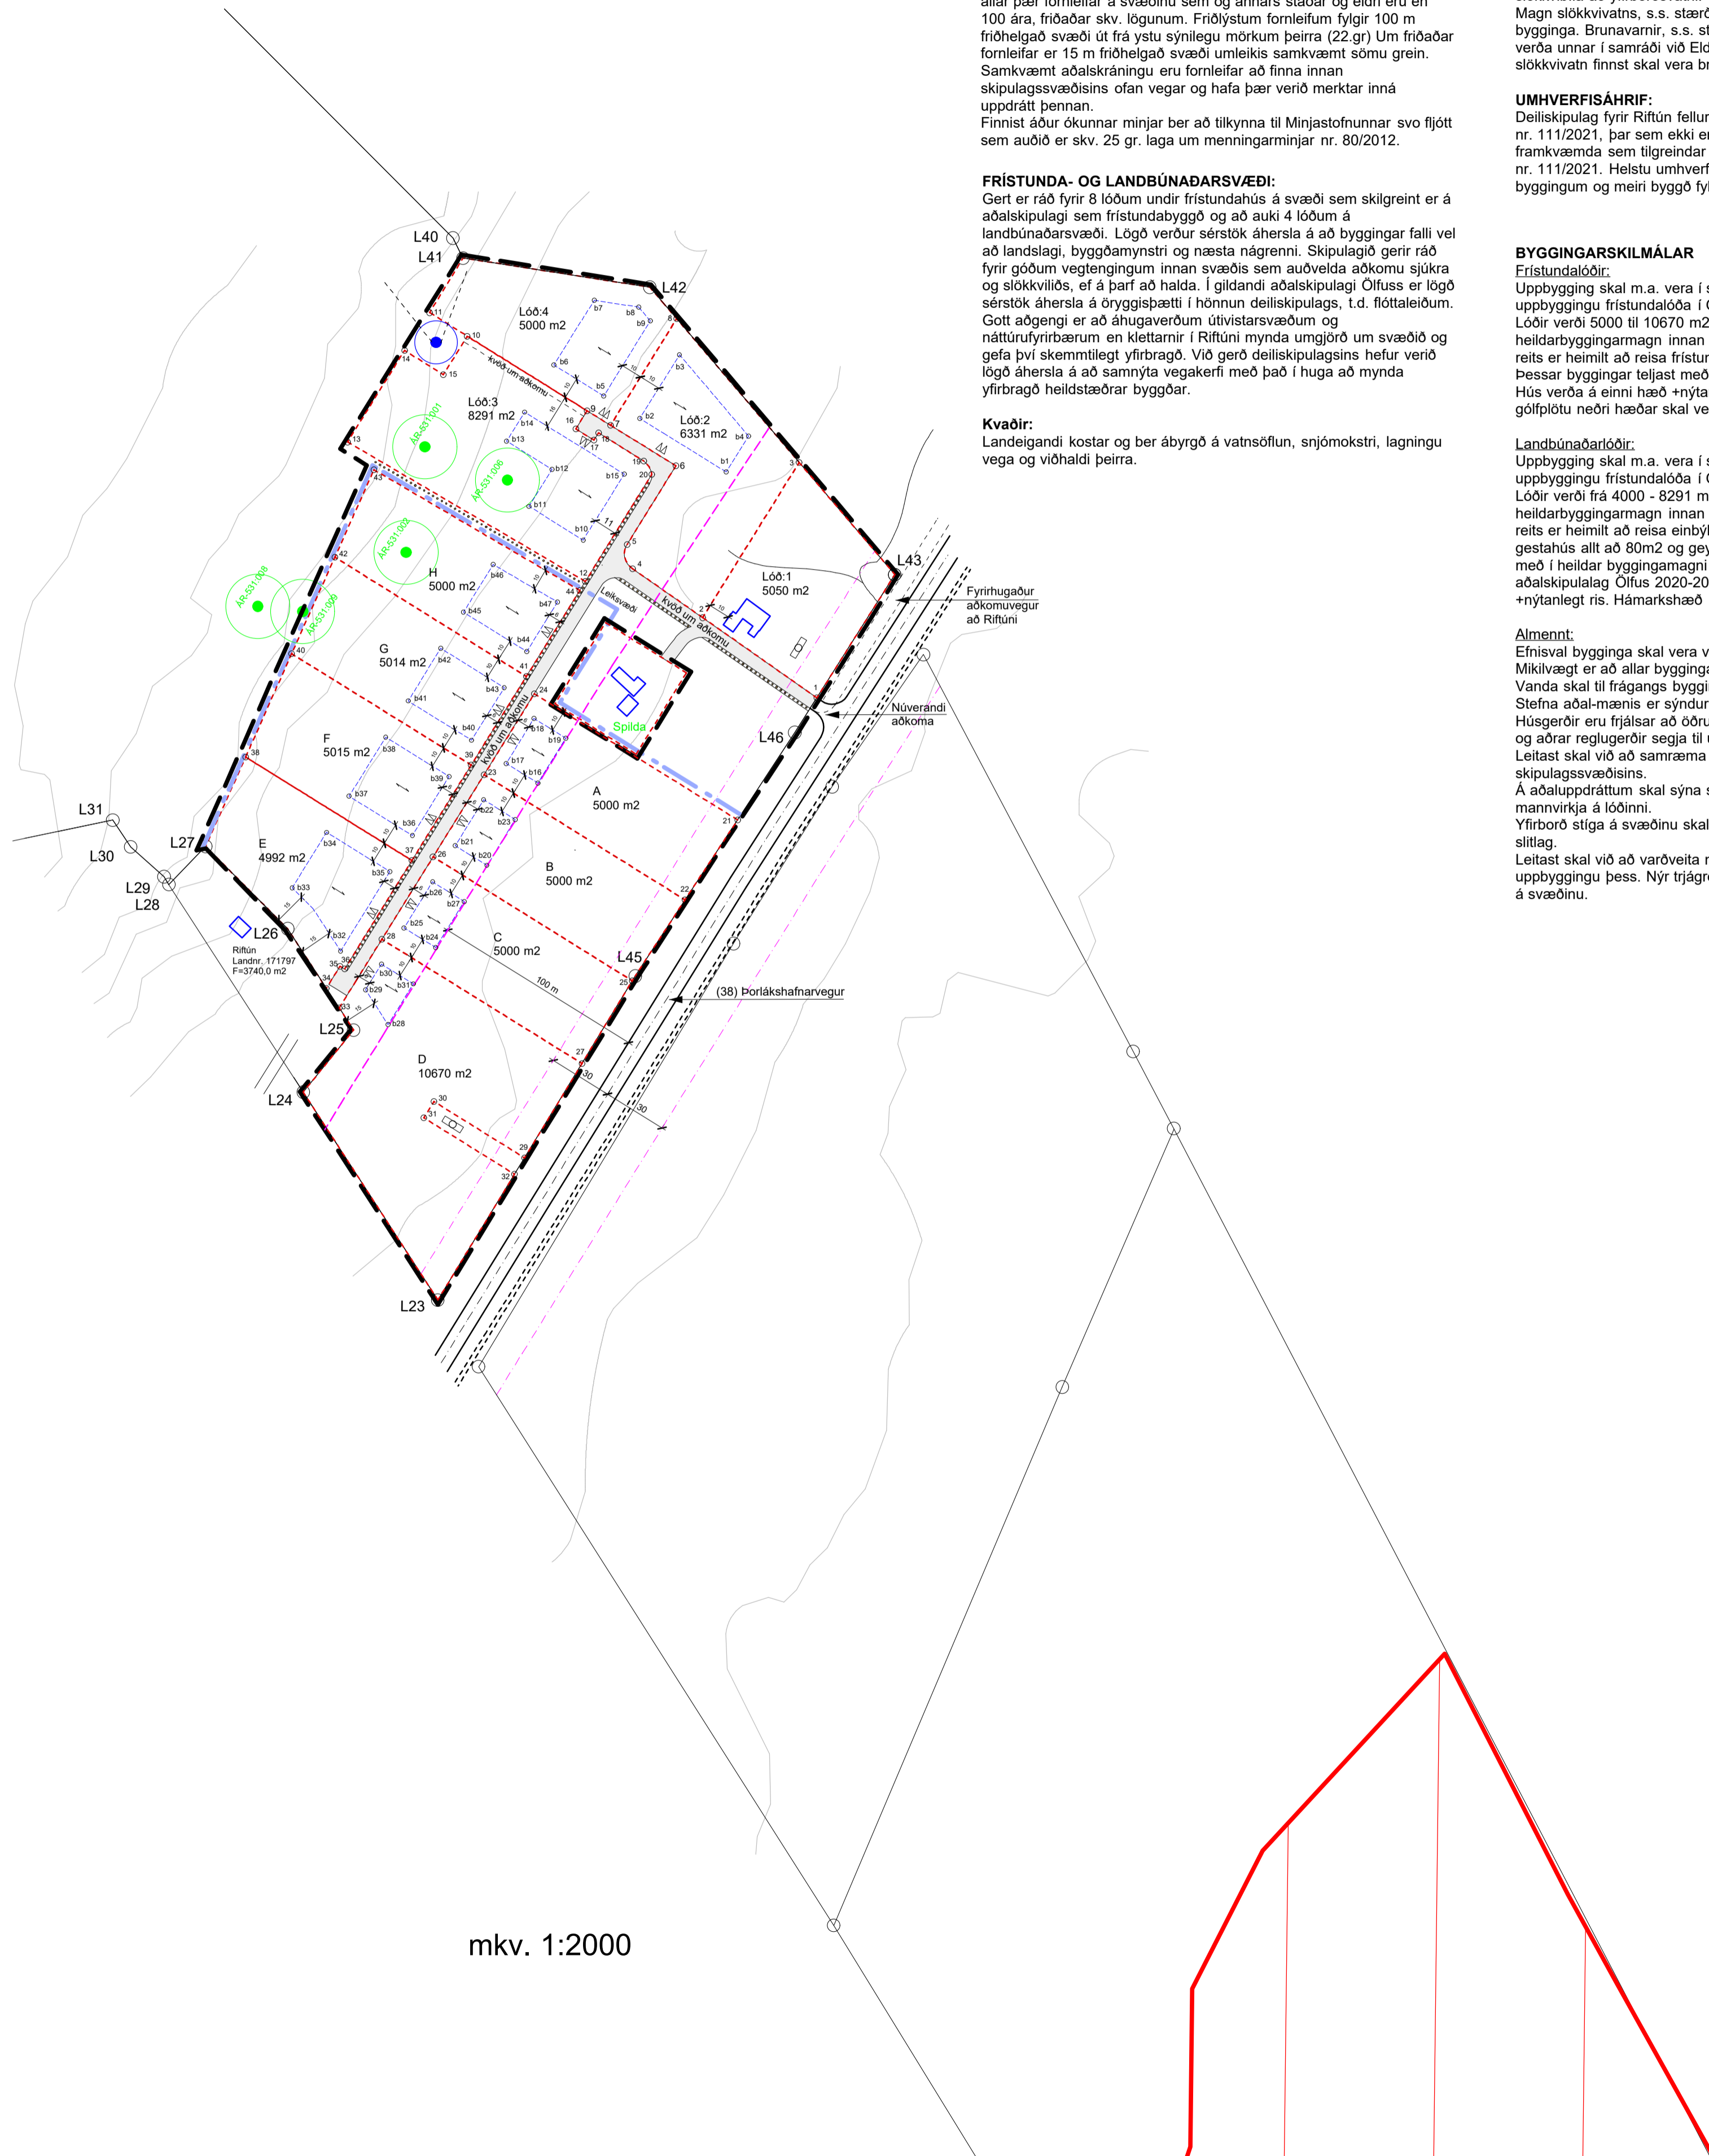 allar þær fornleifar á svæðinu sem og annars staðar og eldri eru en
100 ára, friðaðar skv. lögunum. Friðlýstum fornleifum fylgir 100 m
friðhelgað svæði út frá ystu sýnilegu mörkum þeirra (22.gr) Um friðaðar
fornleifar er 15 m friðhelgað svæði umleikis samkvæmt sömu grein.
Samkvæmt aðalskráningu eru fornleifar að finna innan
skipulagssvæðisins ofan vegar og hafa þær verið merktar inná
uppdrátt þennan.
Finnist áður ókunnar minjar ber að tilkynna til Minjastofnunnar svo fljótt
sem auðið er skv. 25 gr. laga um menningarminjar nr. 80/2012.
FRÍSTUNDA- OG LANDBÚNAÐARSVÆÐI:
Gert er ráð fyrir 8 lóðum undir frístundahús á svæði sem skilgreint er á
aðalskipulagi sem frístundabyggð og að auki 4 lóðum á
landbúnaðarsvæði. Lögð verður sérstök áhersla á að byggingar falli vel
að landslagi, byggðamynstri og næsta nágrenni. Skipulagið gerir ráð
fyrir góðum vegtengingum innan svæðis sem auðvelda aðkomu sjúkra
og slökkviliðs, ef á þarf að halda. Í gildandi aðalskipulagi Ölfuss er lögð
sérstök áhersla á öryggisþætti í hönnun deiliskipulags, t.d. flóttaleiðum.
Gott aðgengi er að áhugaverðum útivistarsvæðum og
náttúrufyrirbærum en klettarnir í Riftúni mynda umgjörð um svæðið og
gefa því skemmtilegt yfirbragð. Við gerð deiliskipulagsins hefur verið
lögð áhersla á að samnýta vegakerfi með það í huga að mynda
yfirbragð heildstæðrar byggðar.
Kvaðir:
Landeigandi kostar og ber ábyrgð á vatnsöflun, snjómokstri, lagningu
vega og viðhaldi þeirra.
Magn slökkvivatns, s.s. stærð
bygginga. Brunavarnir, s.s.
verða unnar í samráði við
slökkvivatn finnst skal vera
UMHVERFISÁHRIF:
Deiliskipulag fyrir Riftún fellur
nr. 111/2021, þar sem ekki
framkvæmda sem tilgreindar
nr. 111/2021. Helstu
byggingum og meiri byggð
BYGGINGARSKILMÁLAR
Frístundalóðir:
Uppbygging skal m.a. vera í
uppbyggingu frístundalóða í
Lóðir verði 5000 til 10670 m2
heildarbyggingarmagn innan
reits er heimilt að reisa
Þessar byggingar teljast með
Hús verða á einni hæð
gólfplötu neðri hæðar skal
Landbúnaðarlóðir:
Uppbygging skal m.a. vera í
uppbyggingu frístundalóða í
Lóðir verði frá 4000 - 8291
heildarbyggingarmagn innan
reits er heimilt að reisa
gestahús allt að 80m2 og
með í heildar byggingamagni
aðalskipulalag Ölfus
+nýtanlegt ris. Hámarkshæð
Almennt:
Efnisval bygginga skal vera
Mikilvægt er að allar
Vanda skal til frágangs
Stefna aðal-mænis er sýndur
Húsgerðir eru frjálsar að
og aðrar reglugerðir segja til
Leitast skal við að samræma
skipulagssvæðisins.
Á aðaluppdráttum skal sýna
mannvirkja á lóðinni.
Yfirborð stíga á svæðinu skal
slitlag.
Leitast skal við að varðveita
uppbyggingu þess. Nýr
á svæðinu.
L40
L41
L42
L43
L46
L45
L31
L30
L29
L28
L27
L26
L25
L24
L23
Lóð:4
5000 m2
Lóð:3
8291 m2
Lóð:2
6331 m2
Lóð:1
5050 m2
H
5000 m2
G
5014 m2
F
5015 m2
E
4992 m2
A
5000 m2
B
5000 m2
C
5000 m2
D
10670 m2
ÁR-531:001
ÁR-531:006
ÁR-531:002
ÁR-531:008
ÁR-531:009
kvöð um aðkomu
kvöð um aðkomu
kvöð um aðkomu
Leiksvæði
Spilda
Fyrirhugaður
aðkomuvegur
að Riftúni
Núverandi
aðkoma
(38) Þorlákshafnarvegur
100 m
30
30
Riftún
Landnr. 171797
F=3740,0 m2
mkv. 1:2000